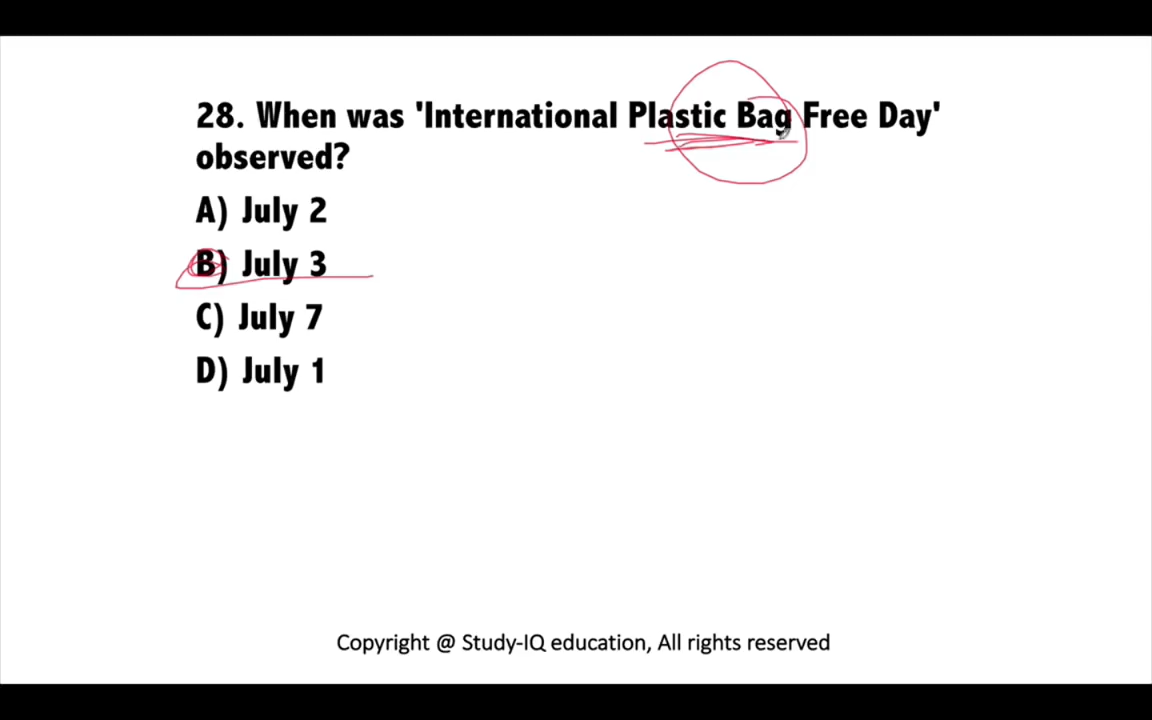 28. When was 'International Plastic Bag Free Day'
observed?
A) July 2
B) July 3
C) July 7
D) July 1
Copyright @ Study-IQ education, All rights reserved